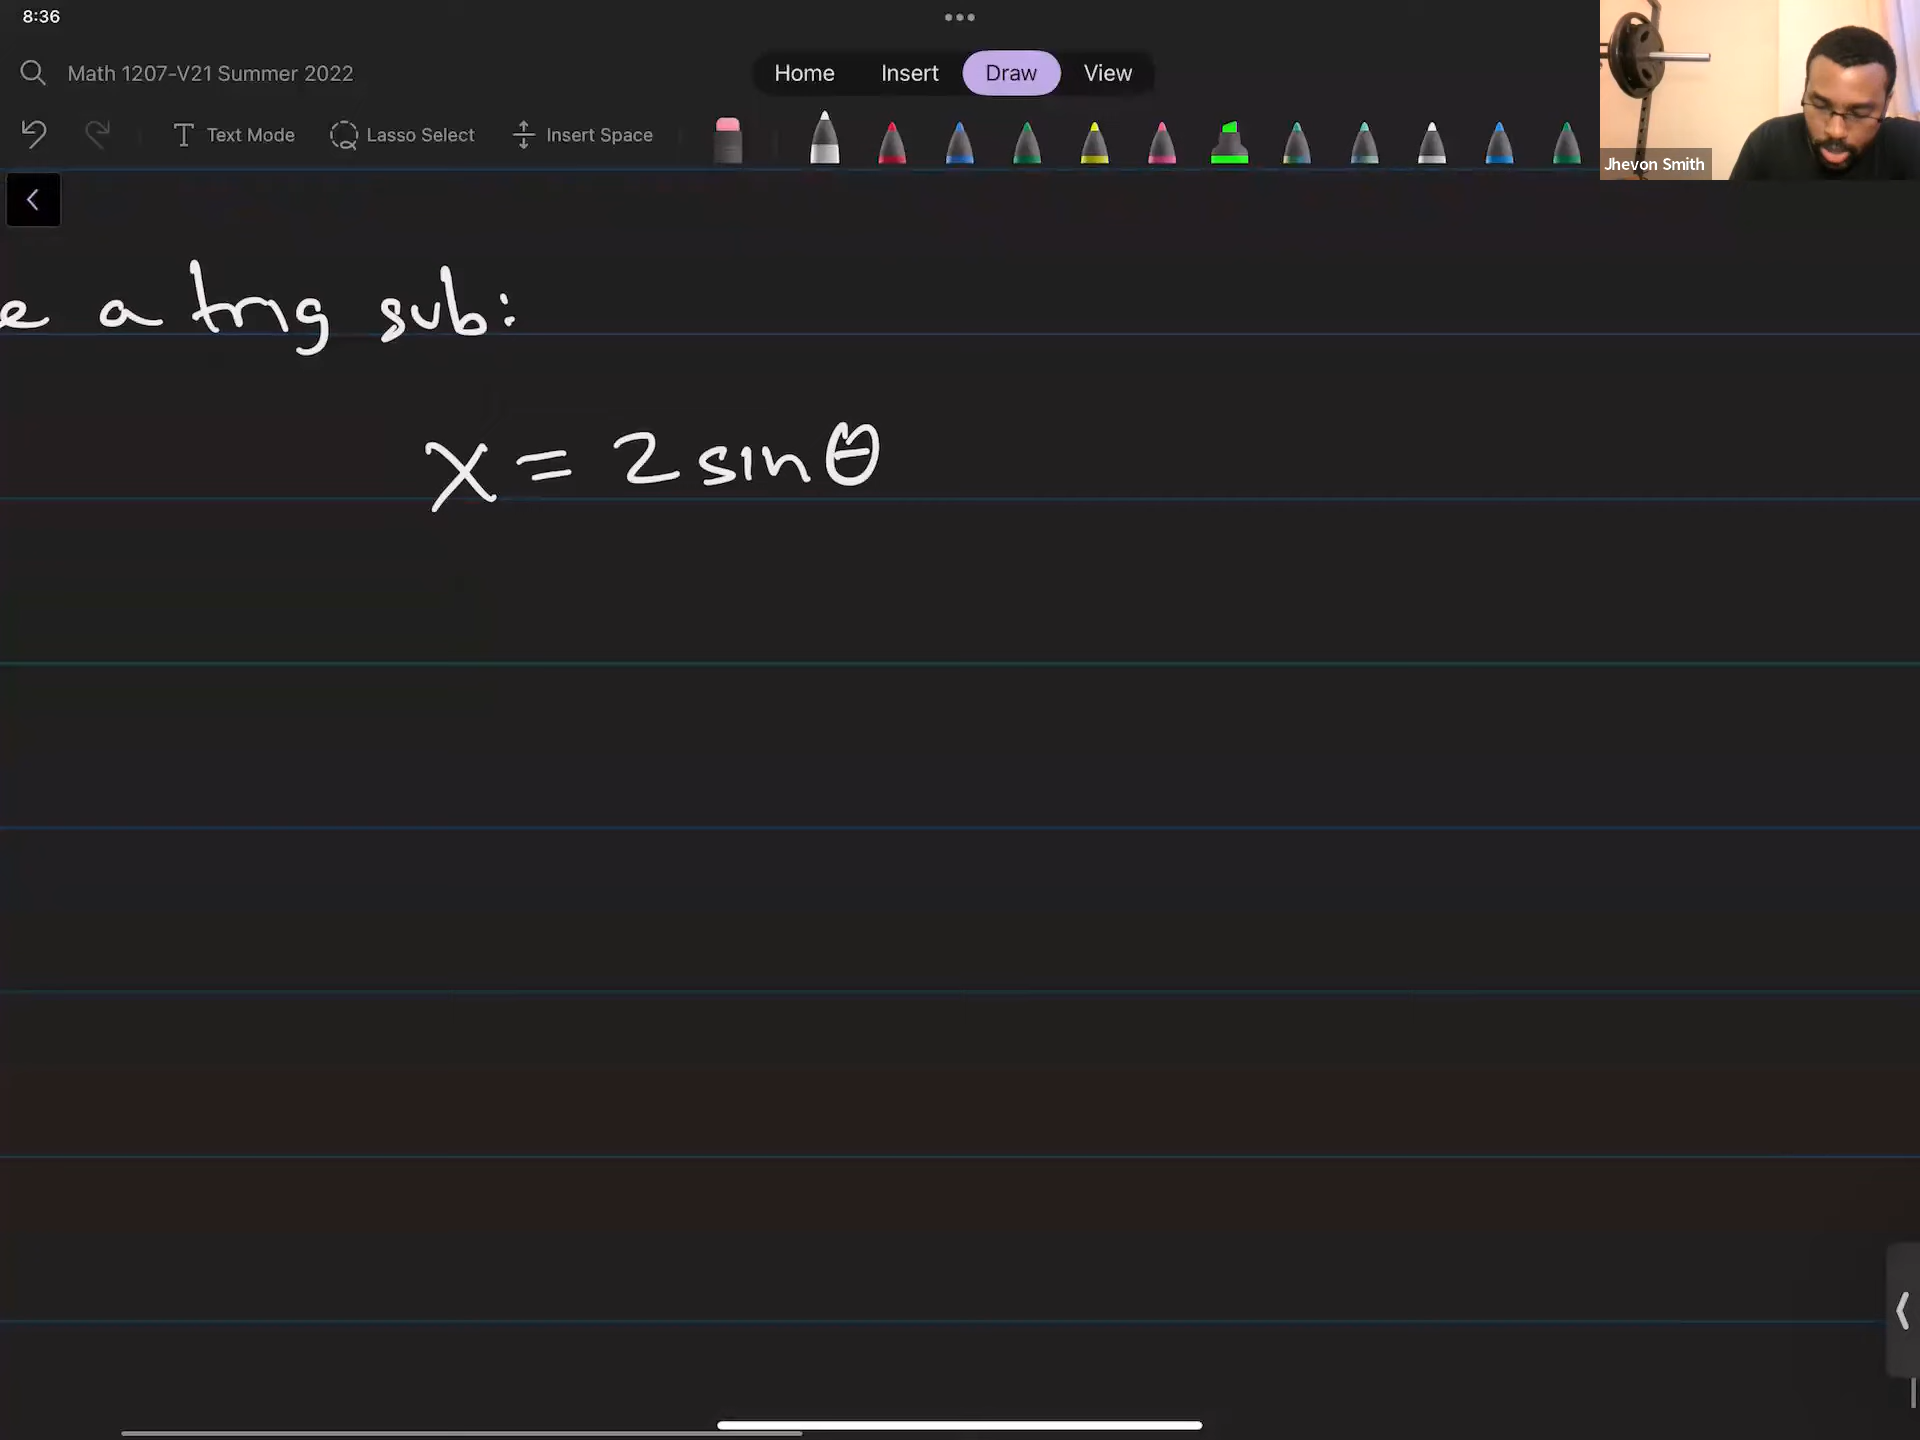 8:36
Math 1207-V21 Summer 2022
Home Insert Draw View
Text Mode Lasso Select Insert Space
Jhevon Smith
e a trig sub:
x = 2 sin θ